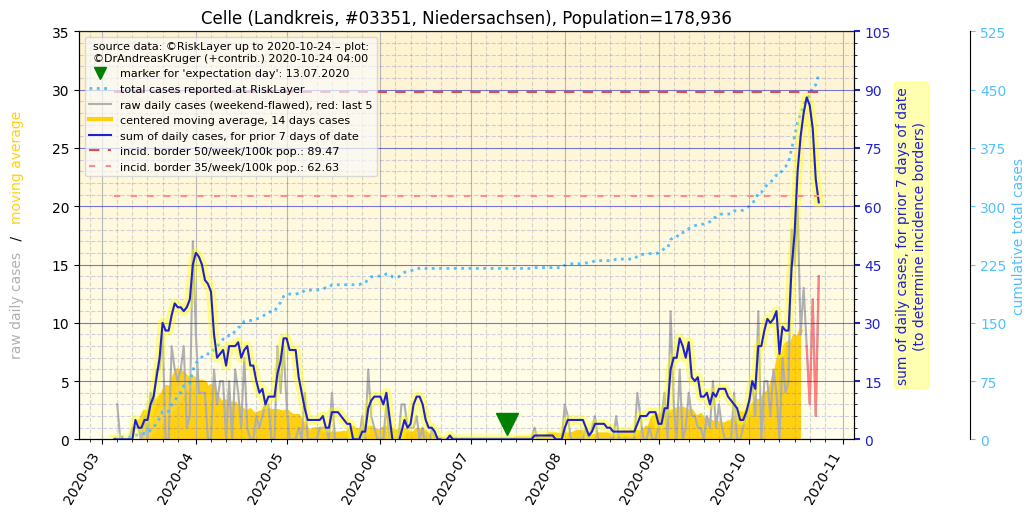 Celle (Landkreis, #03351, Niedersachsen), Population=178,936
source data: ©RiskLayer up to 2020-10-24 – plot:
©DrAndreasKruger (+contrib.) 2020-10-24 04:00
marker for 'expectation day': 13.07.2020
total cases reported at RiskLayer
raw daily cases (weekend-flawed), red: last 5
centered moving average, 14 days cases
sum of daily cases, for prior 7 days of date
incid. border 50/week/100k pop.: 89.47
incid. border 35/week/100k pop.: 62.63
raw daily cases / moving average
35
30
25
20
15
10
5
0
105
90
75
60
45
30
15
0
sum of daily cases, for prior 7 days of date
(to determine incidence borders)
525
450
375
300
225
150
75
0
cumulative total cases
2020-03
2020-04
2020-05
2020-06
2020-07
2020-08
2020-09
2020-10
2020-11